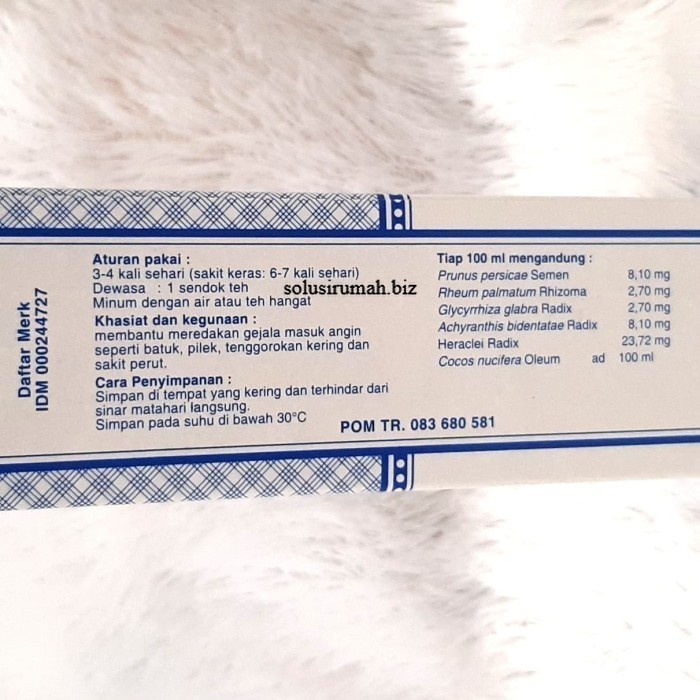 Daftar Merk
IDM 000244727
Aturan pakai :
3-4 kali sehari (sakit keras: 6-7 kali sehari)
Dewasa : 1 sendok teh
Minum dengan air atau teh hangat
solusirumah.biz
Khasiat dan kegunaan :
membantu meredakan gejala masuk angin
seperti batuk, pilek, tenggorokan kering dan
sakit perut.
Cara Penyimpanan :
Simpan di tempat yang kering dan terhindar dari
sinar matahari langsung.
Simpan pada suhu di bawah 30°C
POM TR. 083 680 581
Tiap 100 ml mengandung :
Prunus persicae Semen 8,10 mg
Rheum palmatum Rhizoma 2,70 mg
Glycyrrhiza glabra Radix 2,70 mg
Achyranthis bidentatae Radix 8,10 mg
Heraclei Radix 23,72 mg
Cocos nucifera Oleum ad 100 ml